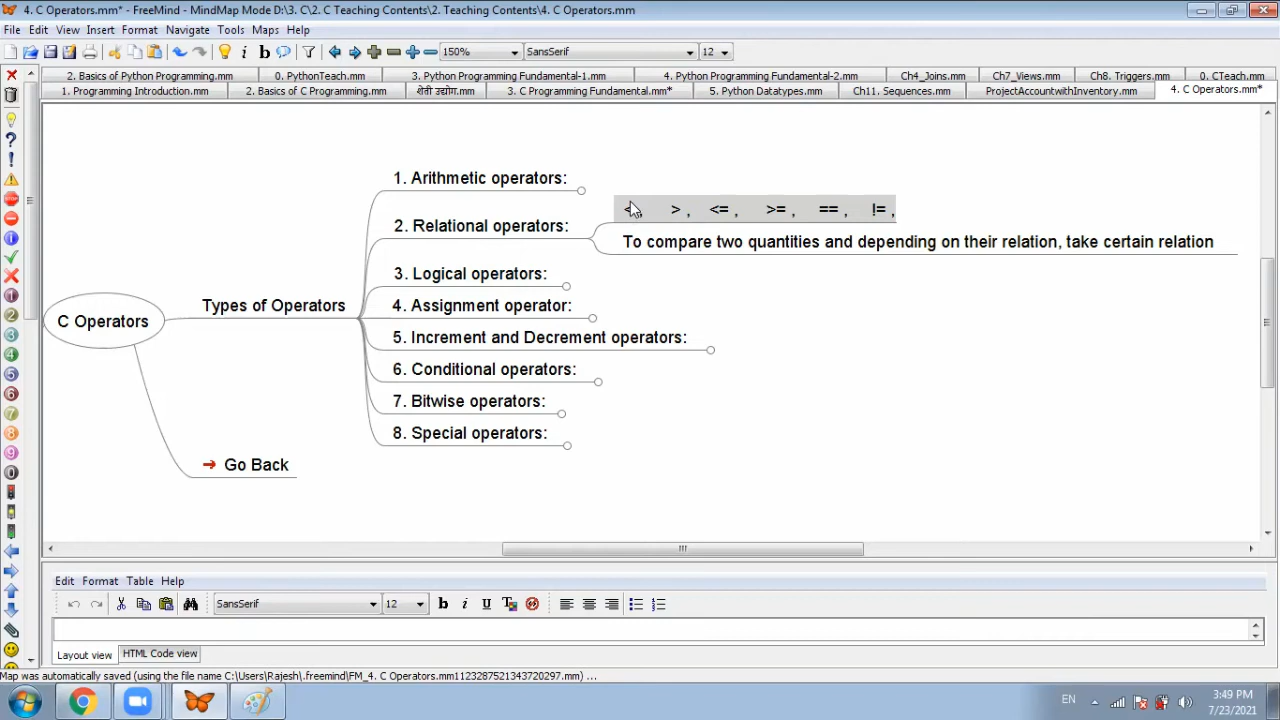 4. C Operators.mm* - FreeMind - MindMap Mode D:\3. C\2. C Teaching Contents\2. Teaching Contents\4. C Operators.mm
File Edit View Insert Format Navigate Tools Maps Help
150% SansSerif 12
2. Basics of Python Programming.mm 0. PythonTeach.mm 3. Python Programming Fundamental-1.mm 4. Python Programming Fundamental-2.mm Ch4_Joins.mm Ch7_Views.mm Ch8. Triggers.mm 0. CTeach.mm
1. Programming Introduction.mm 2. Basics of C Programming.mm शेती उद्योग.mm 3. C Programming Fundamental.mm* 5. Python Datatypes.mm Ch11. Sequences.mm ProjectAccountwithInventory.mm 4. C Operators.mm*
1. Arithmetic operators:
< , > , <= , >= , == , != ,
2. Relational operators:
To compare two quantities and depending on their relation, take certain relation
3. Logical operators:
Types of Operators
4. Assignment operator:
C Operators
5. Increment and Decrement operators:
6. Conditional operators:
7. Bitwise operators:
8. Special operators:
Go Back
Edit Format Table Help
SansSerif 12
Layout view HTML Code view
Map was automatically saved (using the file name C:\Users\Rajesh\.freemind\FM_4. C Operators.mm1123287521343720297.mm) ...
EN 3:49 PM
7/23/2021